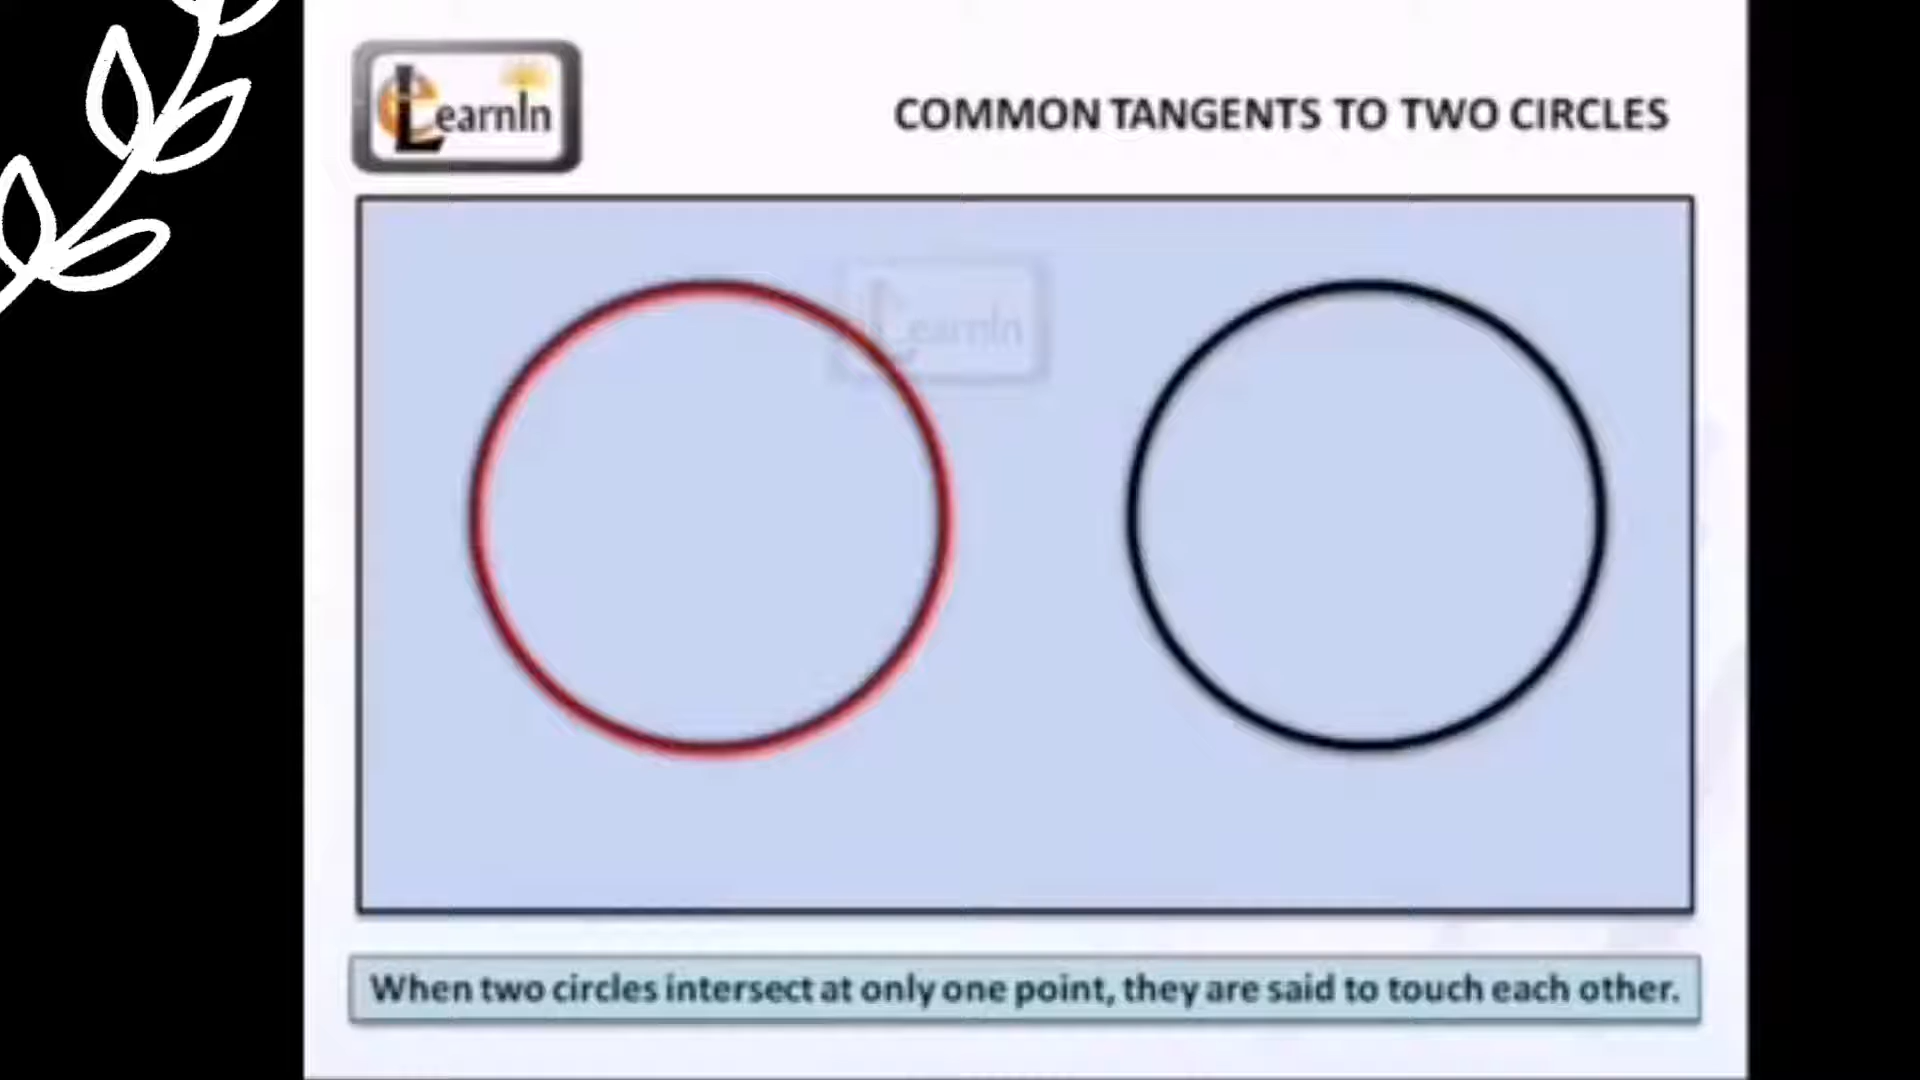 eLearnIn
COMMON TANGENTS TO TWO CIRCLES
LearnIn
When two circles intersect at only one point, they are said to touch each other.